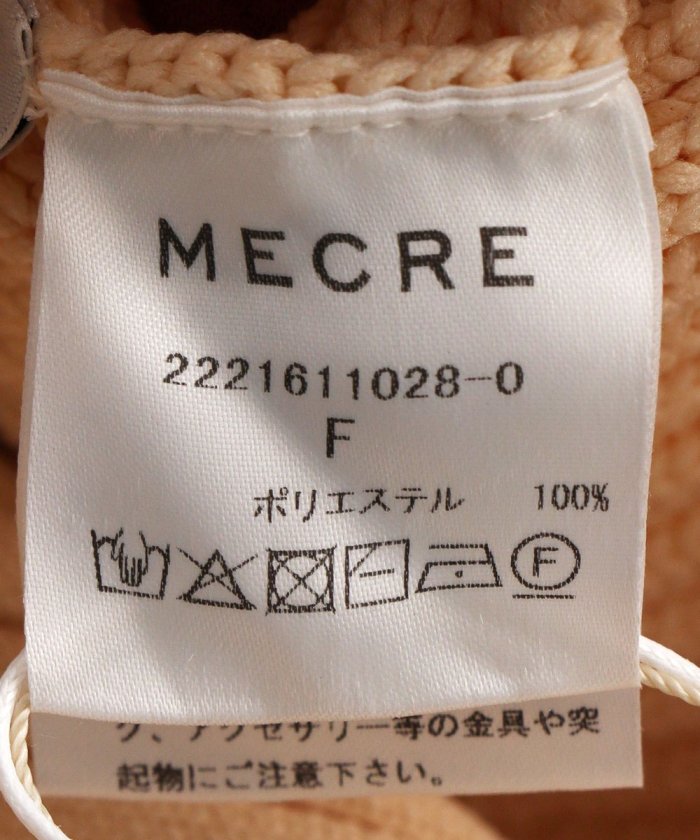 MECRE
2221611028-0
F
ポリエステル 100%
F
ク、アクセサリー等の金具や突
起物にご注意下さい。